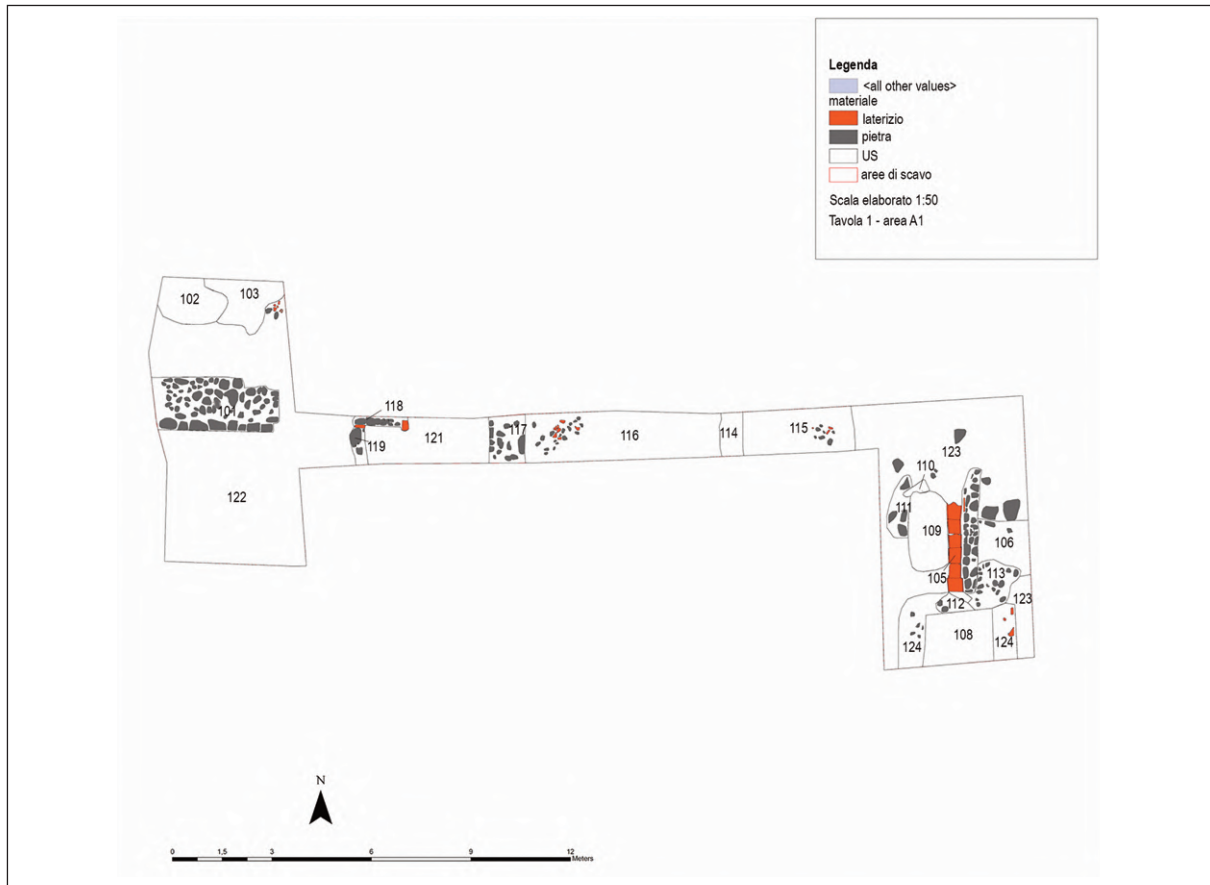 Legenda
<all other values>
materiale
laterizio
pietra
US
aree di scavo
Scala elaborato 1:50
Tavola 1 - area A1
102
103
101
118
119
121
117
116
114
115
122
123
110
111
109
106
105
113
112
123
124
108
124
N
0 1,5 3 6 9 12
Meters